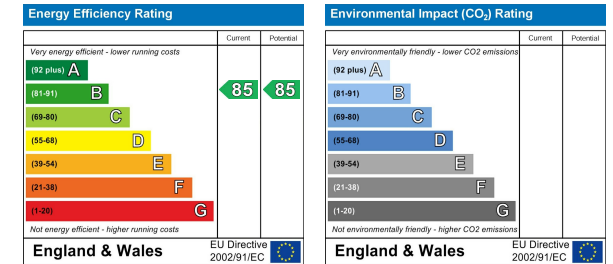 Energy Efficiency Rating
Current Potential
Very energy efficient - lower running costs
(92 plus) A
(81-91) B
85 85
(69-80) C
(55-68) D
(39-54) E
(21-38) F
(1-20) G
Not energy efficient - higher running costs
England & Wales
EU Directive
2002/91/EC
Environmental Impact (CO₂) Rating
Current Potential
Very environmentally friendly - lower CO2 emissions
(92 plus) A
(81-91) B
(69-80) C
(55-68) D
(39-54) E
(21-38) F
(1-20) G
Not environmentally friendly - higher CO2 emissions
England & Wales
EU Directive
2002/91/EC